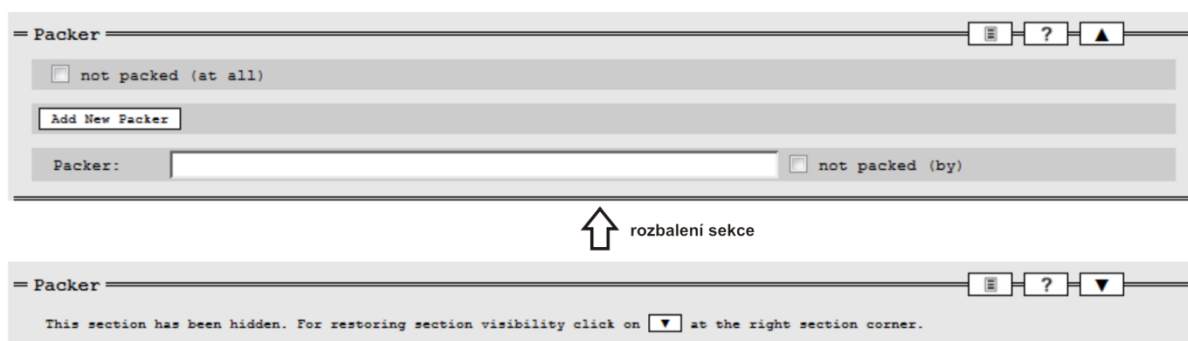 Packer ? ▲
not packed (at all)
Add New Packer
Packer: not packed (by)
rozbalení sekce
Packer ? ▼
This section has been hidden. For restoring section visibility click on ▼ at the right section corner.